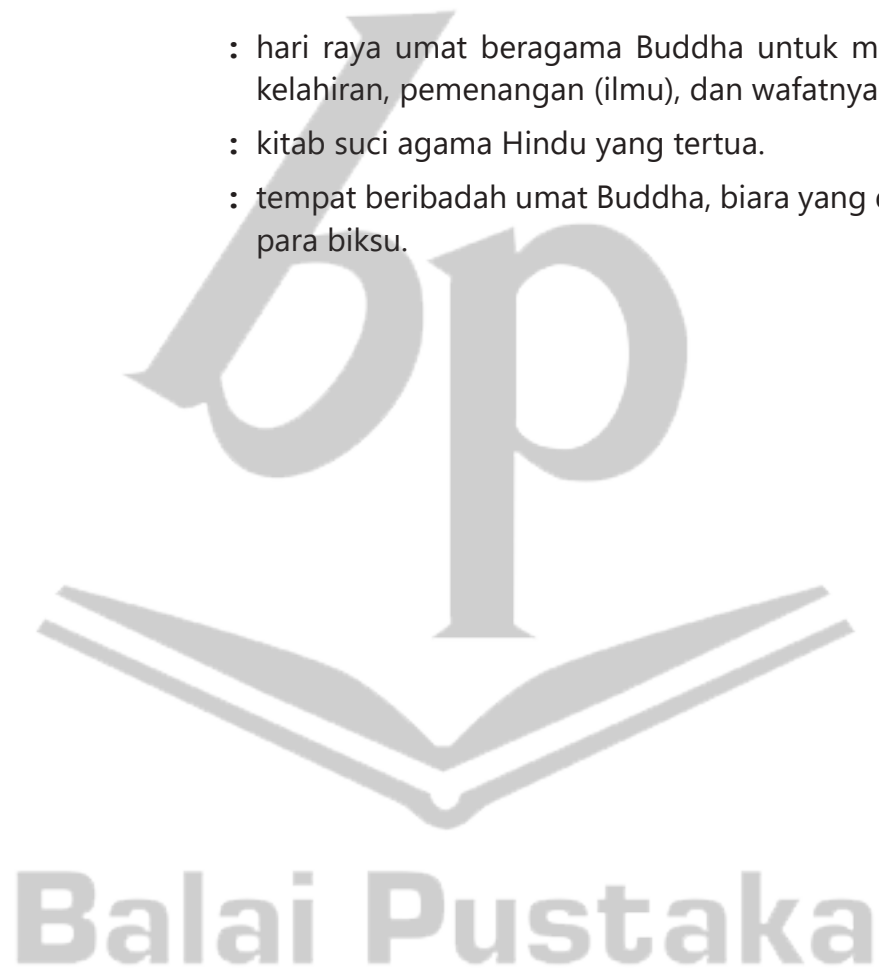 : hari raya umat beragama Buddha untuk
kelahiran, pemenangan (ilmu), dan wafatnya
: kitab suci agama Hindu yang tertua.
: tempat beribadah umat Buddha, biara yang
para biksu.
bp
Balai Pustaka